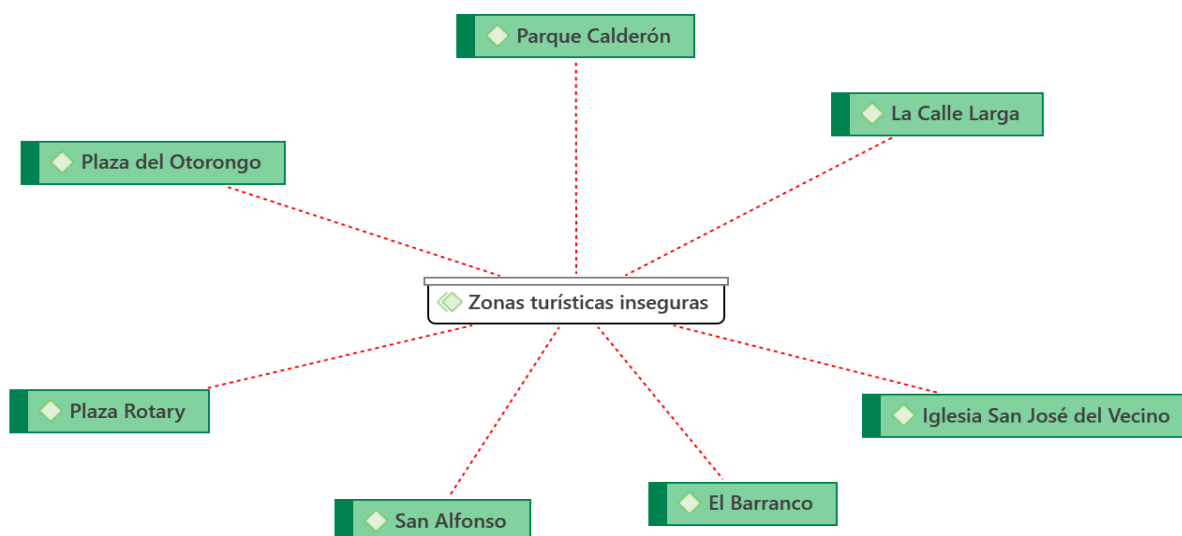 Parque Calderón
La Calle Larga
Plaza del Otorongo
Zonas turísticas inseguras
Plaza Rotary
Iglesia San José del Vecino
El Barranco
San Alfonso